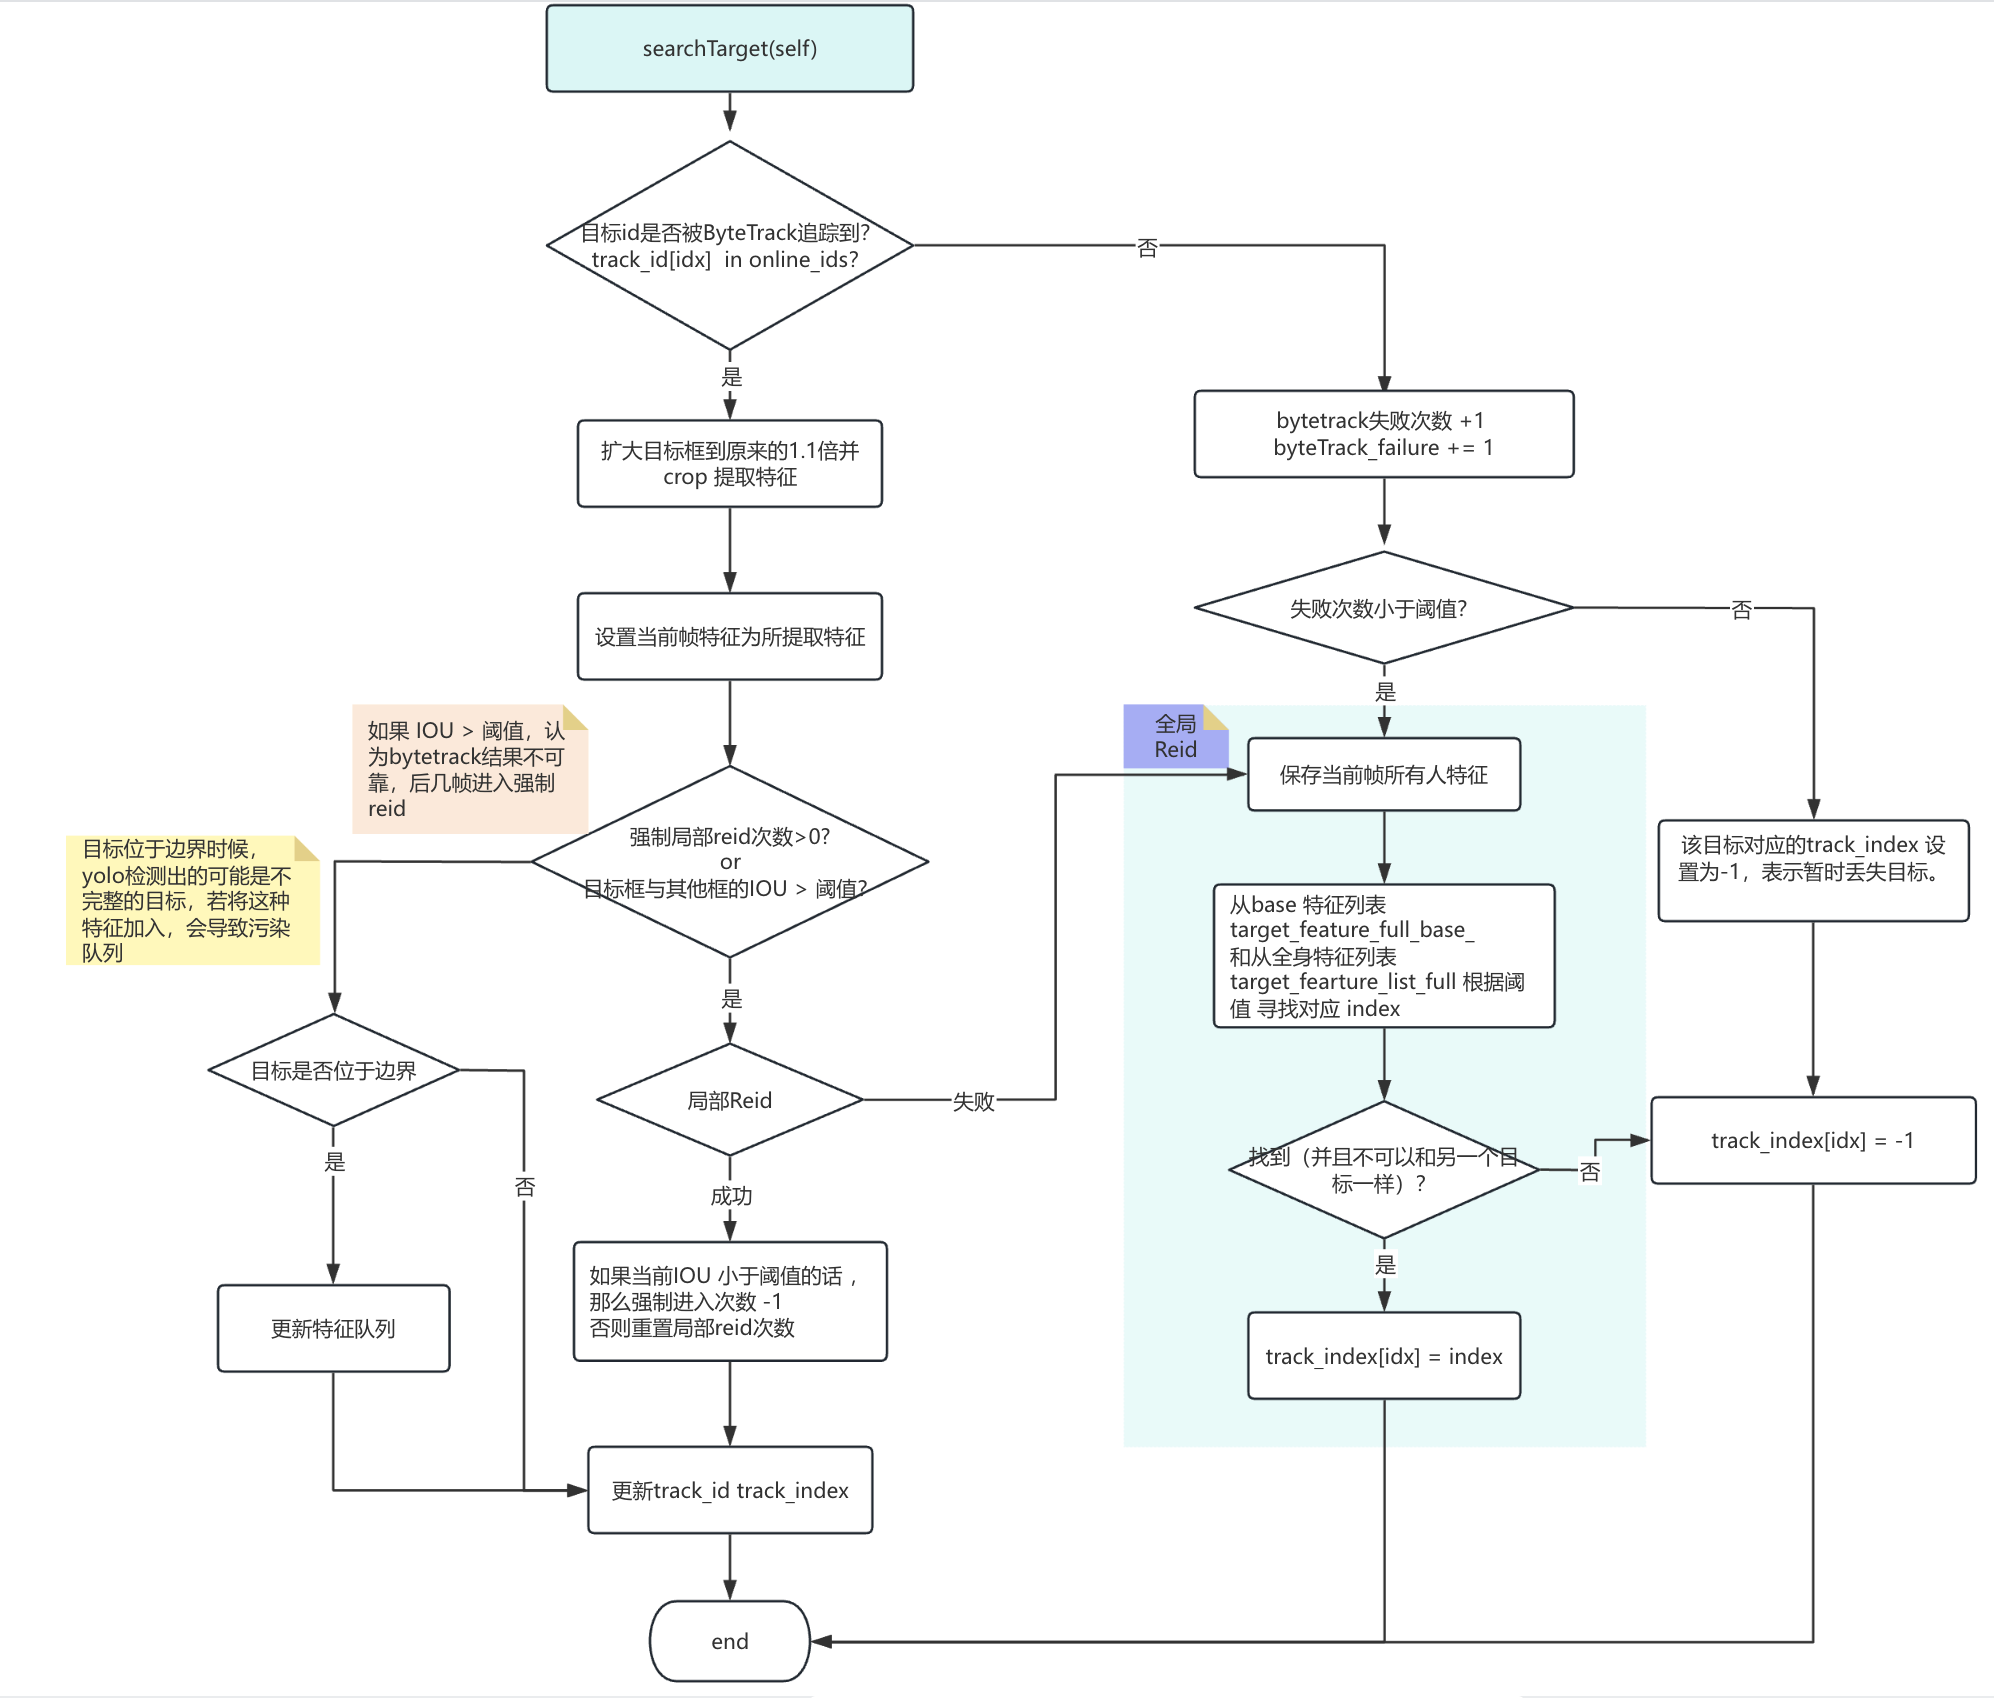 searchTarget(self)
目标id是否被ByteTrack追踪到?
track_id[idx]  in online_ids?
否
是
扩大目标框到原来的1.1倍并
crop 提取特征
bytetrack失败次数 +1
byteTrack_failure += 1
设置当前帧特征为所提取特征
失败次数小于阈值?
否
是
如果 IOU > 阈值，认
为bytetrack结果不可
靠，后几帧进入强制
reid
全局
Reid
保存当前帧所有人特征
强制局部reid次数>0?
or
目标框与其他框的IOU > 阈值?
目标位于边界时候，
yolo检测出的可能是不
完整的目标，若将这种
特征加入，会导致污染
队列
该目标对应的track_index 设
置为-1，表示暂时丢失目标。
从base 特征列表
target_feature_full_base_
和从全身特征列表
target_fearture_list_full 根据阈
值 寻找对应 index
是
目标是否位于边界
局部Reid
失败
找到（并且不可以和另一个目
标一样）?
否
track_index[idx] = -1
是
否
成功
是
如果当前IOU 小于阈值的话，
那么强制进入次数 -1
否则重置局部reid次数
更新特征队列
track_index[idx] = index
更新track_id track_index
end